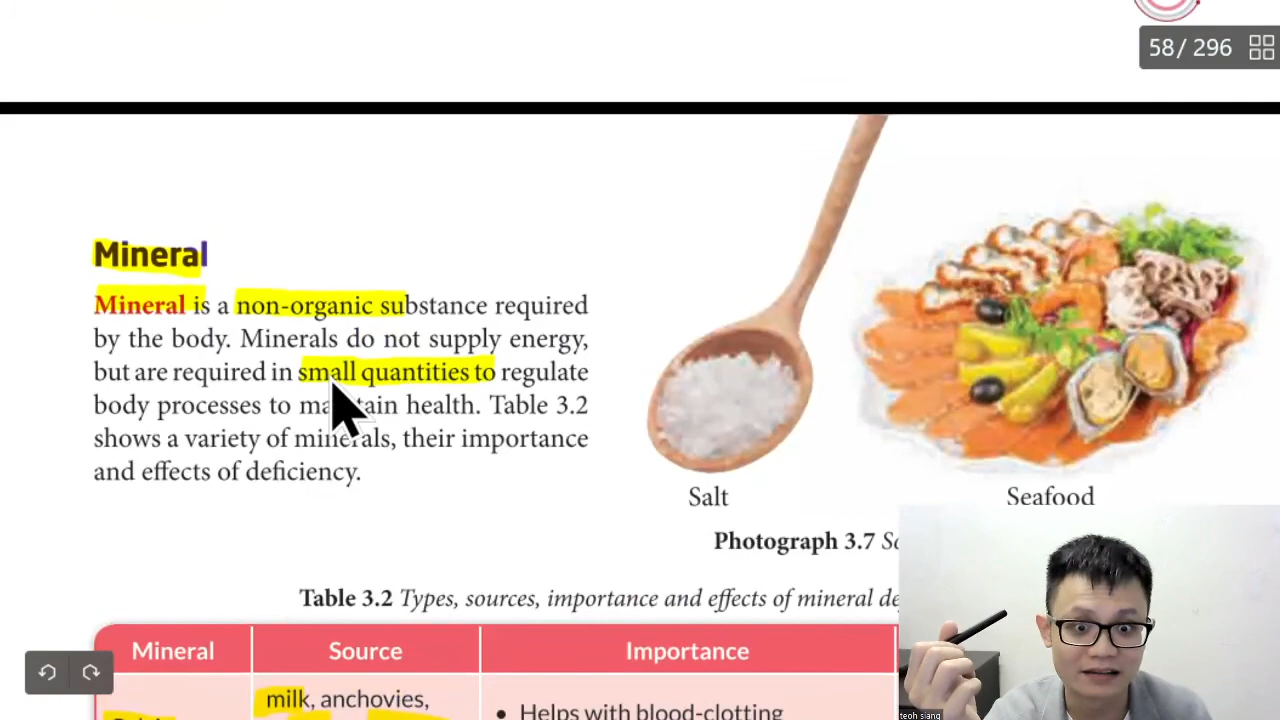 58/ 296
Mineral
Mineral is a non-organic substance required
by the body. Minerals do not supply energy,
but are required in small quantities to regulate
body processes to maintain health. Table 3.2
shows a variety of minerals, their importance
and effects of deficiency.
Salt
Seafood
Photograph 3.7
Table 3.2 Types, sources, importance and effects of mineral
Mineral
Source
Importance
milk, anchovies,
• Helps with blood-clotting
teoh siang